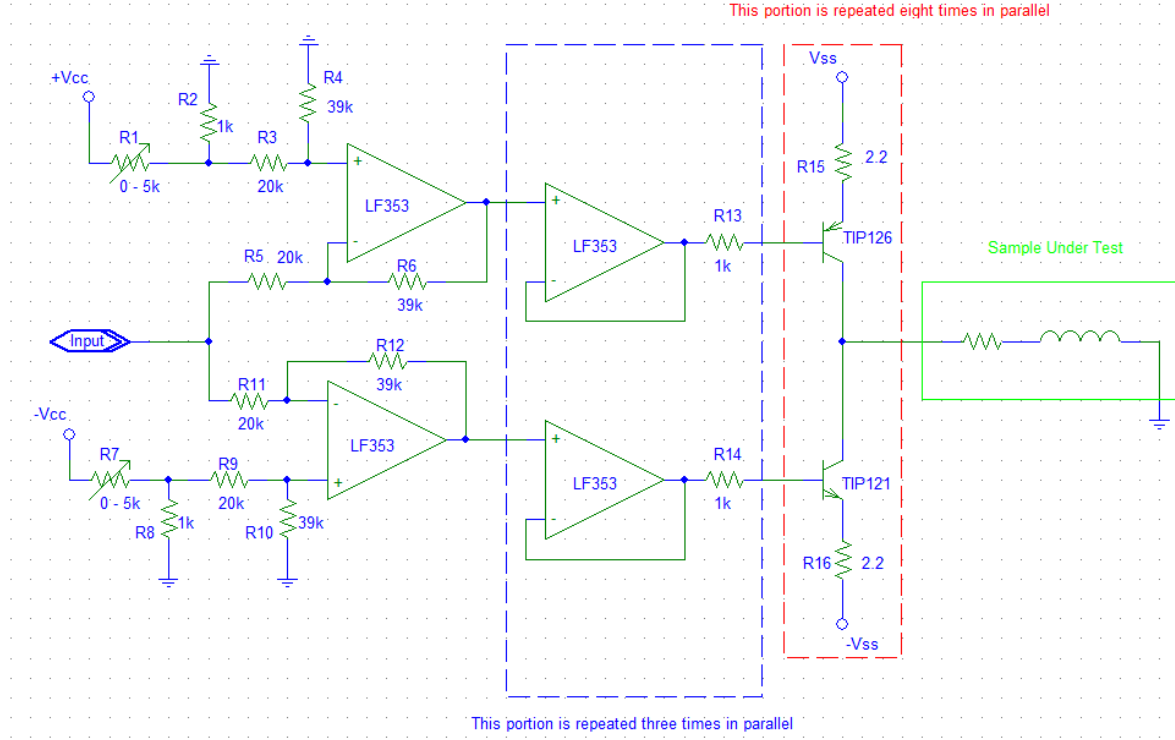 This portion is repeated eight times in parallel
+Vcc
R1
0 - 5k
R2
1k
R3
20k
R4
39k
+
-
LF353
R5
20k
R6
39k
Input
R11
20k
R12
39k
-
+
LF353
-Vcc
R7
0 - 5k
R8
1k
R9
20k
R10
39k
+
-
LF353
R13
1k
+
-
LF353
R14
1k
Vss
R15
2.2
TIP126
TIP121
R16
2.2
-Vss
Sample Under Test
This portion is repeated three times in parallel